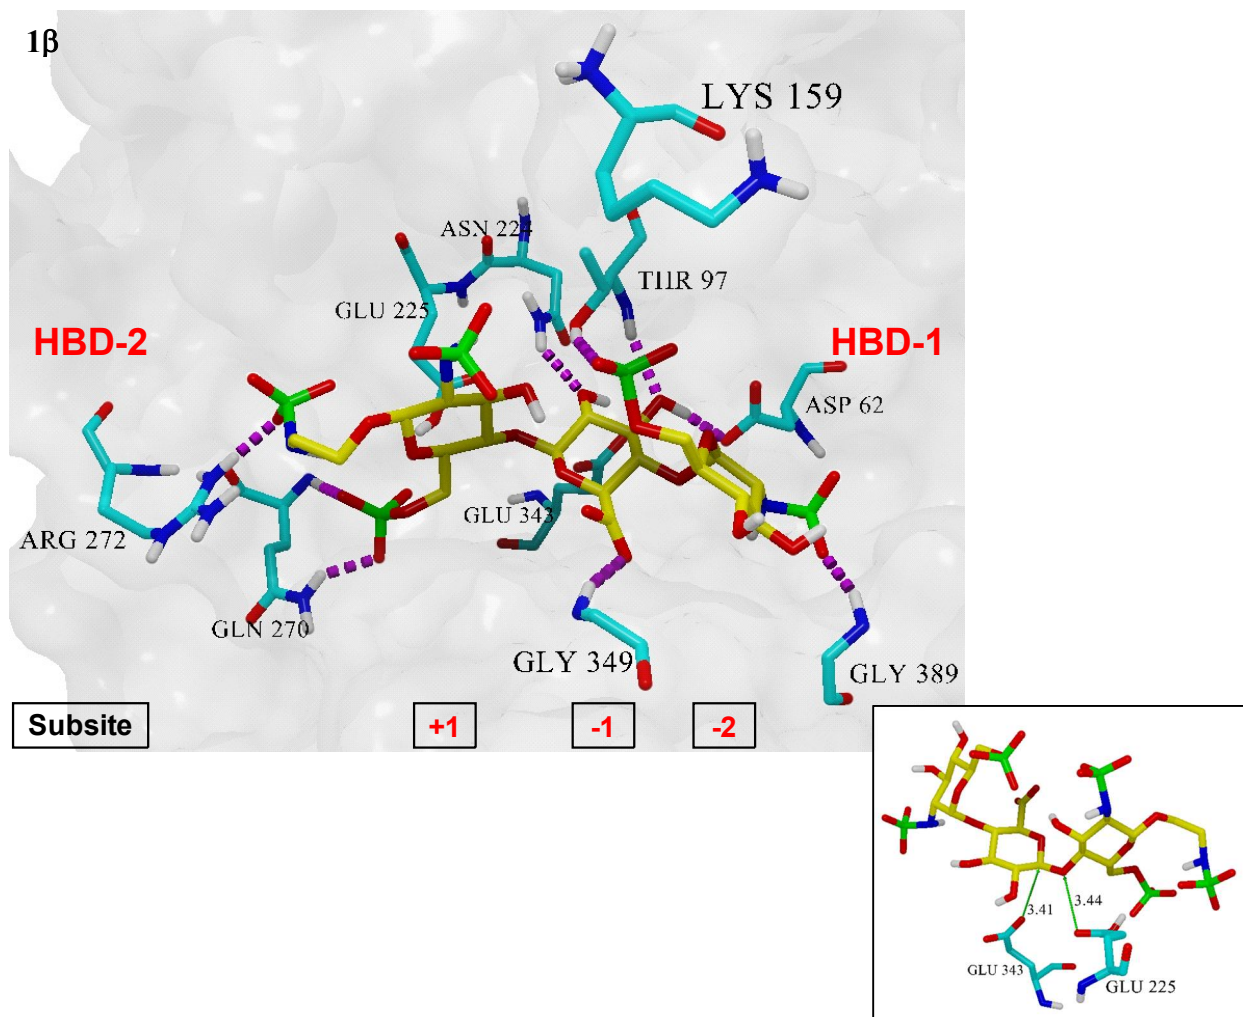 1β
LYS 159
ASN 224
THR 97
GLU 225
HBD-2
HBD-1
ASP 62
GLU 343
ARG 272
GLN 270
GLY 349
GLY 389
Subsite
+1
-1
-2
3.41
3.44
GLU 343
GLU 225